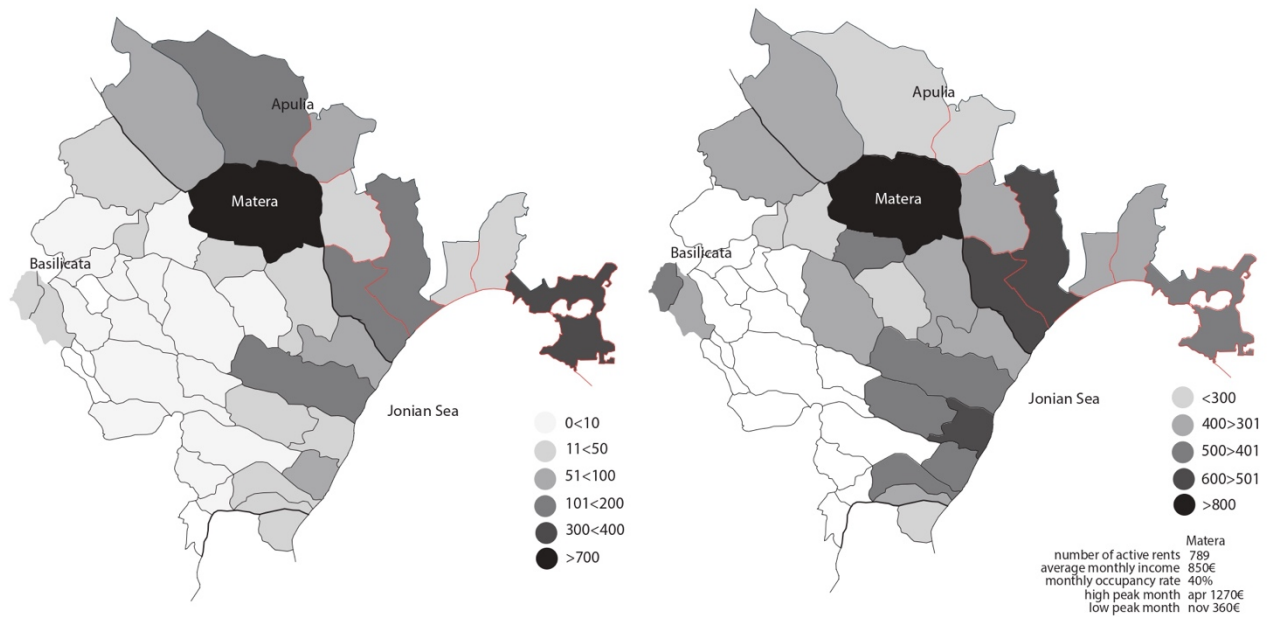 Apulia
Matera
Basilicata
Jonian Sea
0<10
11<50
51<100
101<200
300<400
>700
Apulia
Matera
Basilicata
Jonian Sea
<300
400>301
500>401
600>501
>800
Matera
number of active rents 789
average monthly income 850€
monthly occupancy rate 40%
high peak month apr 1270€
low peak month nov 360€